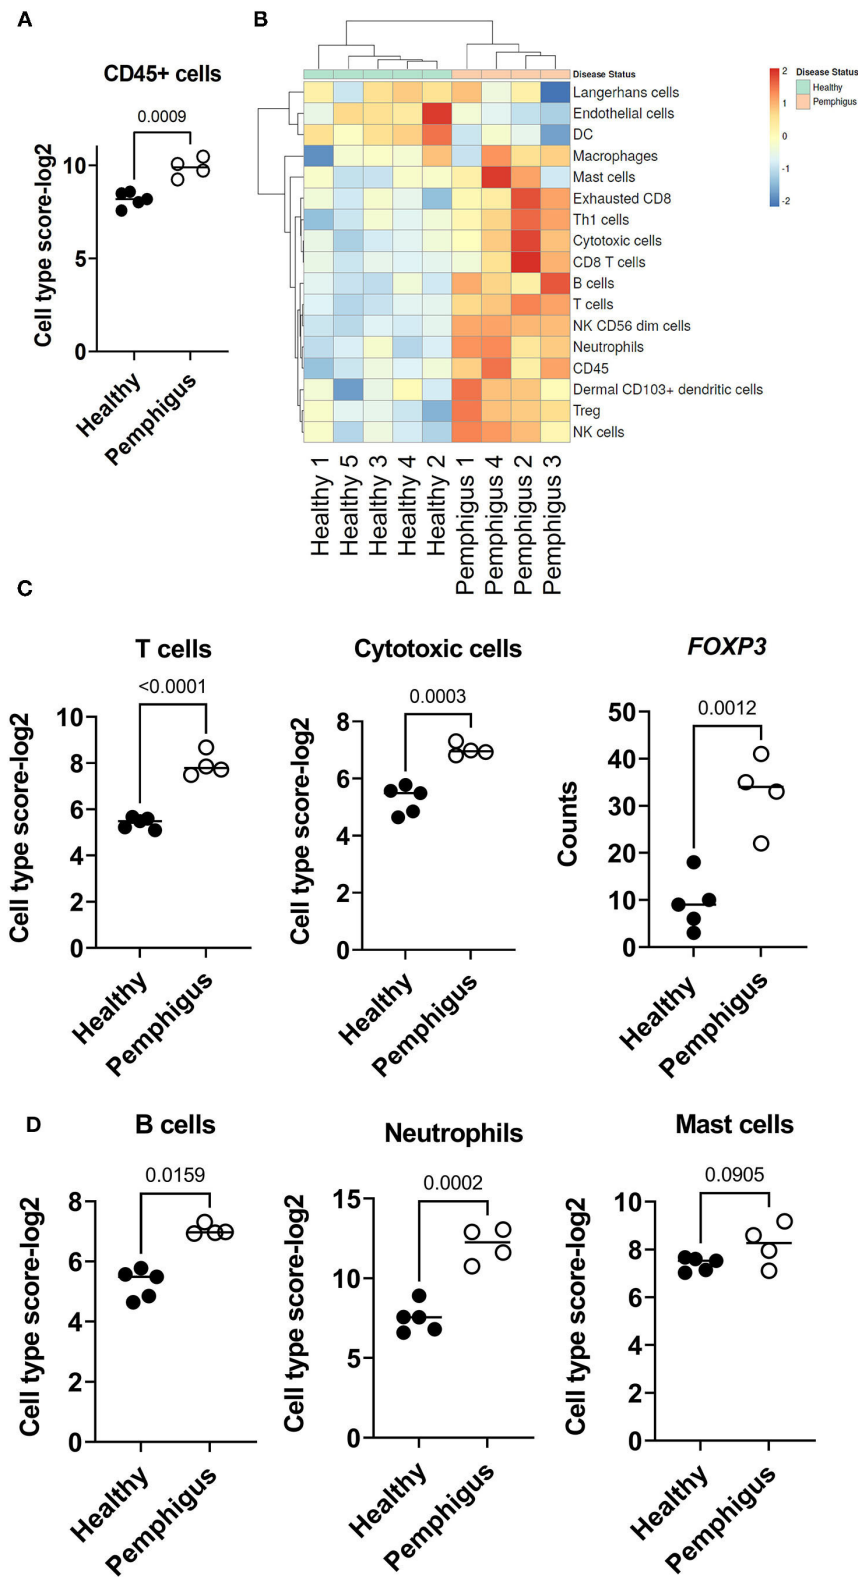 A
CD45+ cells
0.0009
10
5
0
Cell type score-log2
Healthy
Pemphigus
B
Disease Status
Langerhans cells
Endothelial cells
DC
Macrophages
Mast cells
Exhausted CD8
Th1 cells
Cytotoxic cells
CD8 T cells
B cells
T cells
NK CD56 dim cells
Neutrophils
CD45
Dermal CD103+ dendritic cells
Treg
NK cells
Healthy 1
Healthy 5
Healthy 3
Healthy 4
Healthy 2
Pemphigus 1
Pemphigus 4
Pemphigus 2
Pemphigus 3
2
1
0
-1
-2
Disease Status
Healthy
Pemphigus
C
T cells
<0.0001
10
8
6
4
2
0
Cell type score-log2
Healthy
Pemphigus
Cytotoxic cells
0.0003
8
6
4
2
0
Cell type score-log2
Healthy
Pemphigus
FOXP3
0.0012
50
40
30
20
10
0
Counts
Healthy
Pemphigus
D
B cells
0.0159
8
6
4
2
0
Cell type score-log2
Healthy
Pemphigus
Neutrophils
0.0002
15
10
5
0
Cell type score-log2
Healthy
Pemphigus
Mast cells
0.0905
10
8
6
4
2
0
Cell type score-log2
Healthy
Pemphigus